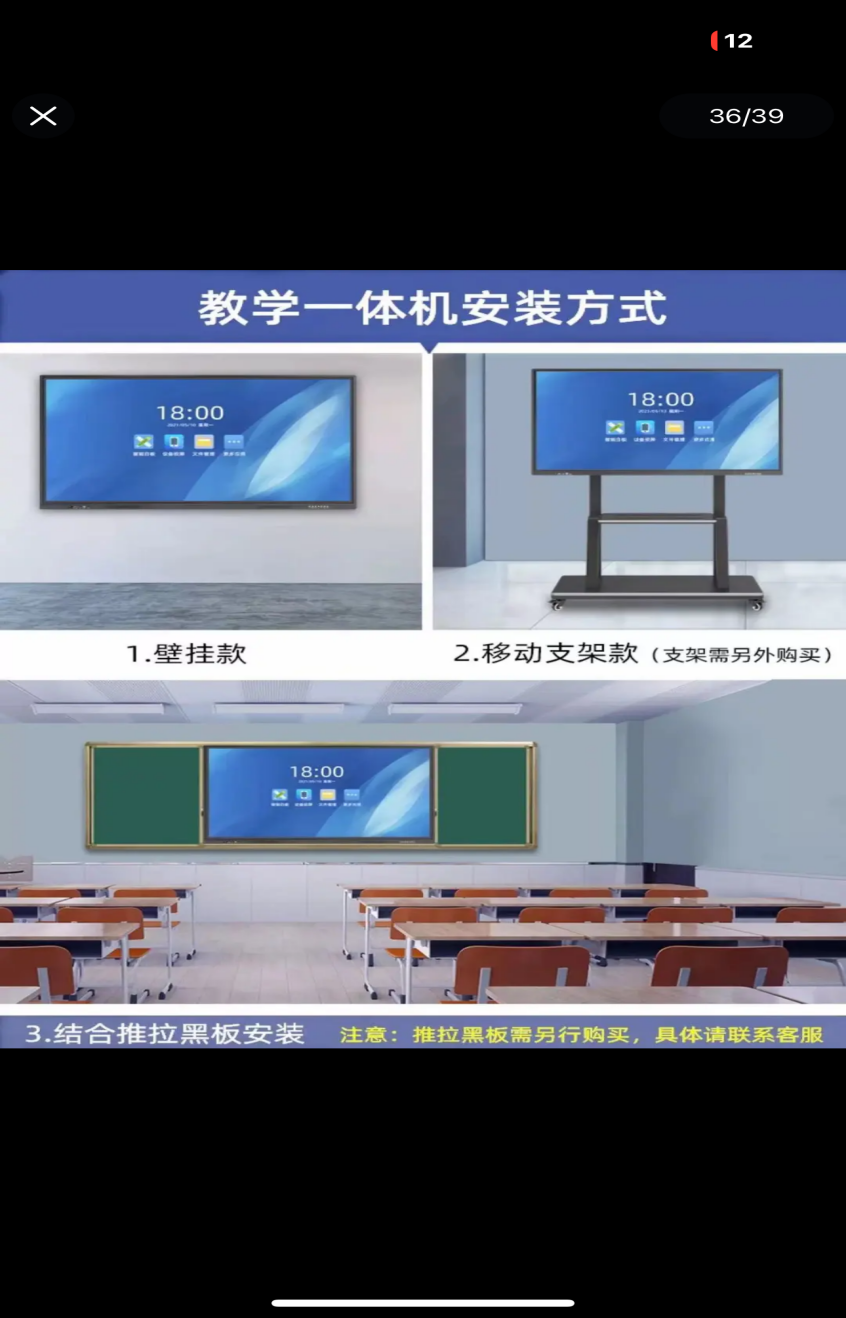 12
36/39
教学一体机安装方式
18:00
18:00
1.壁挂款
2.移动支架款（支架需另外购买）
18:00
3.结合推拉黑板安装 注意：推拉黑板需另行购买，具体请联系客服